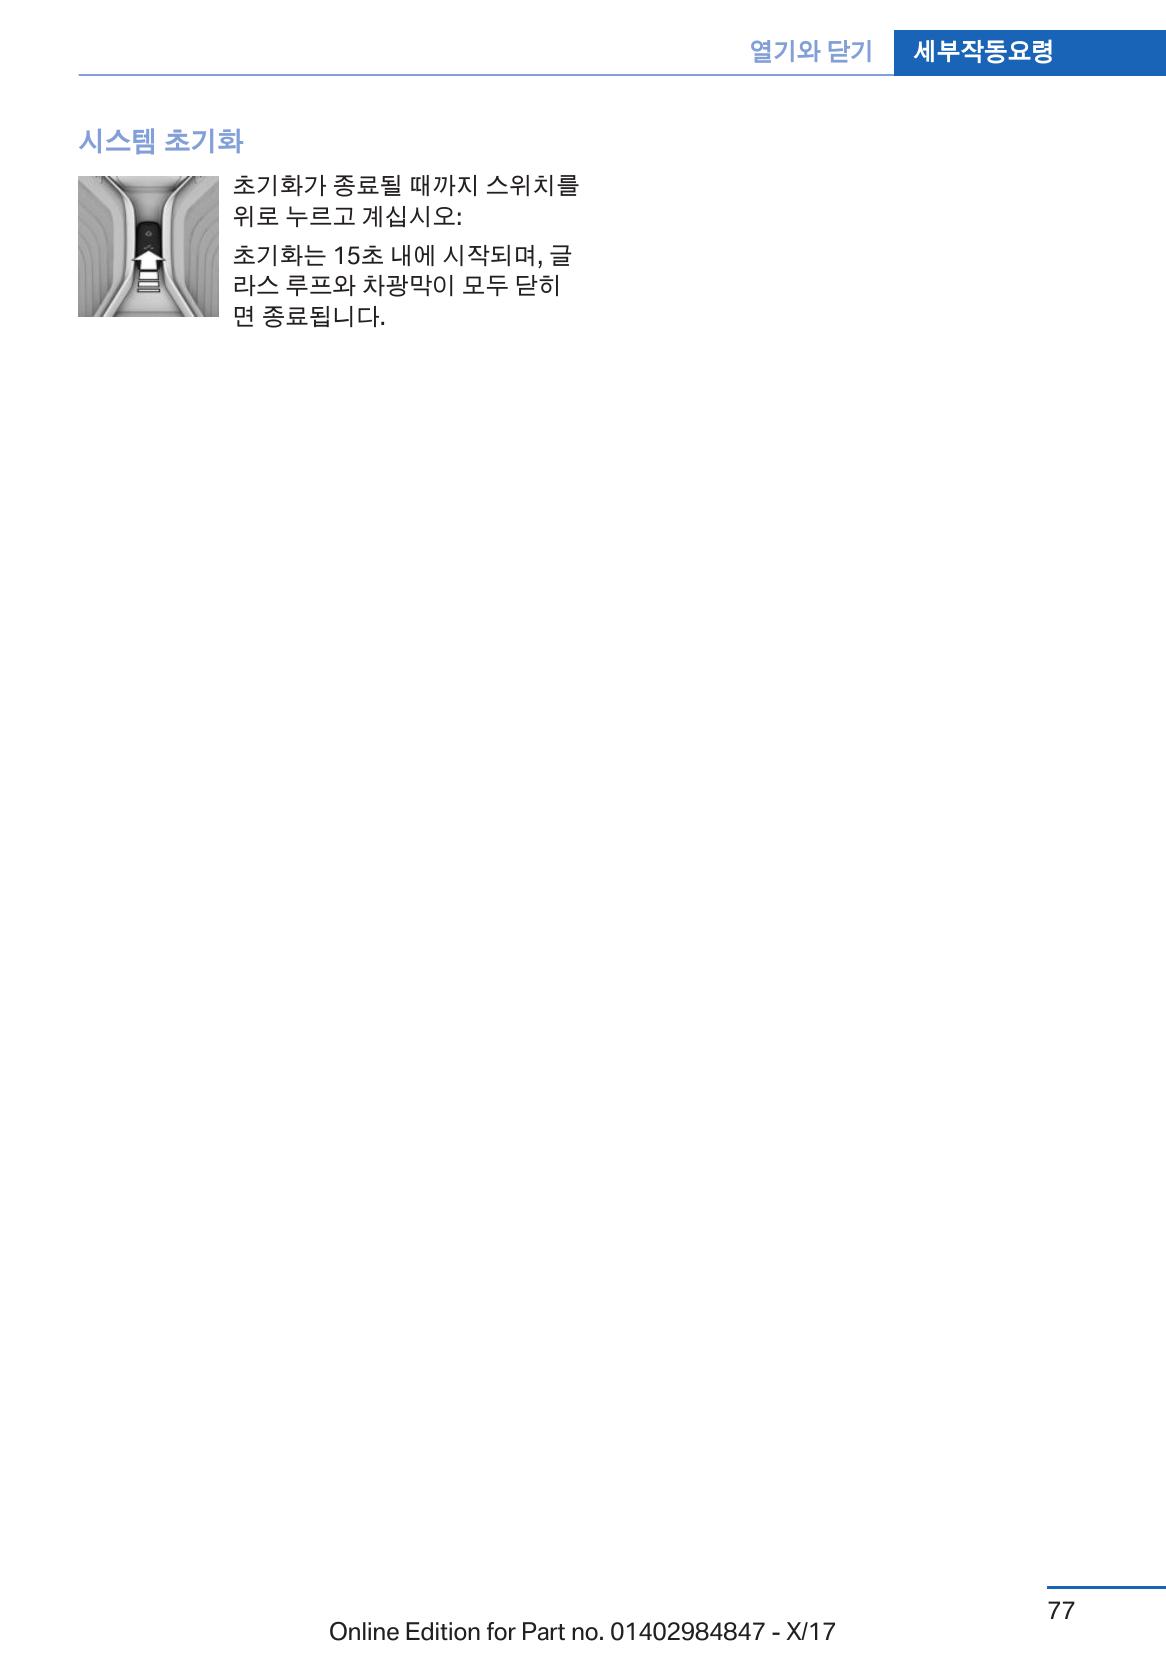 열기와 닫기 세부작동요령
시스템 초기화
초기화가 종료될 때까지 스위치를
위로 누르고 계십시오:
초기화는 15초 내에 시작되며, 글
라스 루프와 차광막이 모두 닫히
면 종료됩니다.
77
Online Edition for Part no. 01402984847 - X/17